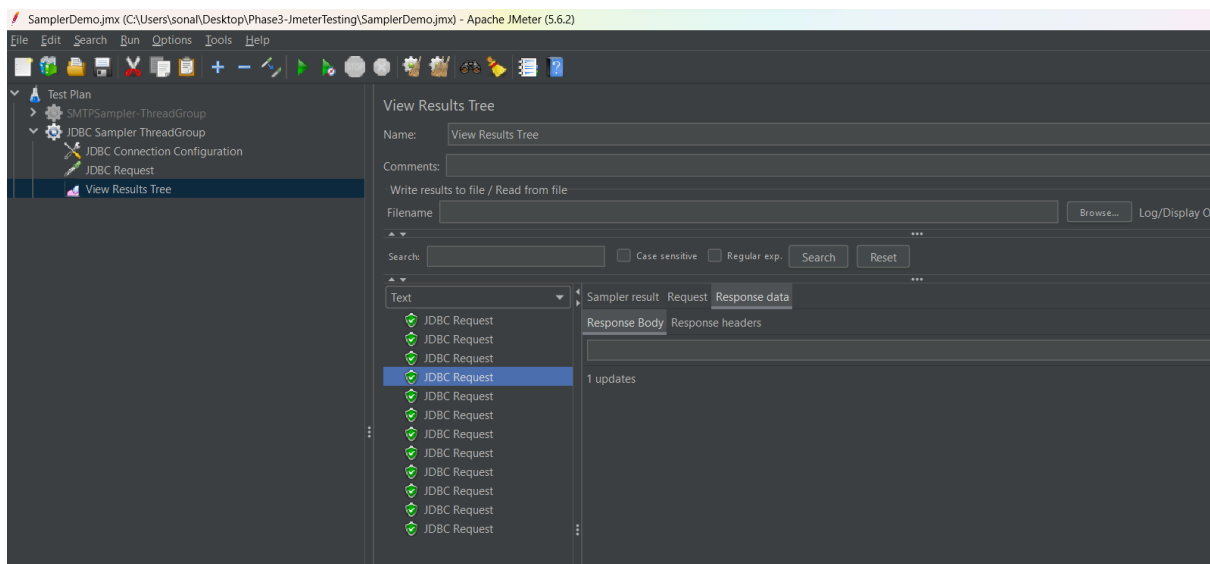 SamplerDemo.jmx (C:\Users\sonal\Desktop\Phase3-JmeterTesting\SamplerDemo.jmx) - Apache JMeter (5.6.2)
File Edit Search Run Options Tools Help
Test Plan
SMTPSampler-ThreadGroup
JDBC Sampler ThreadGroup
JDBC Connection Configuration
JDBC Request
View Results Tree
View Results Tree
Name: View Results Tree
Comments:
Write results to file / Read from file
Filename Browse... Log/Display O
Search: Case sensitive Regular exp. Search Reset
Text
Sampler result Request Response data
Response Body Response headers
1 updates
JDBC Request
JDBC Request
JDBC Request
JDBC Request
JDBC Request
JDBC Request
JDBC Request
JDBC Request
JDBC Request
JDBC Request
JDBC Request
JDBC Request